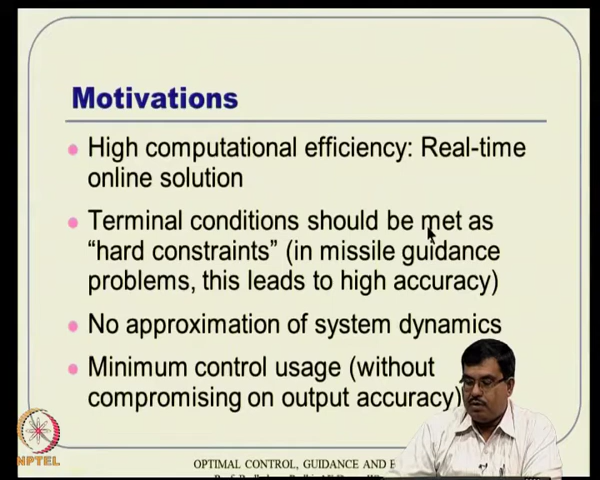 Motivations
High computational efficiency: Real-time
online solution
Terminal conditions should be met as
“hard constraints” (in missile guidance
problems, this leads to high accuracy)
No approximation of system dynamics
Minimum control usage (without
compromising on output accuracy)
NPTEL
OPTIMAL CONTROL, GUIDANCE AND